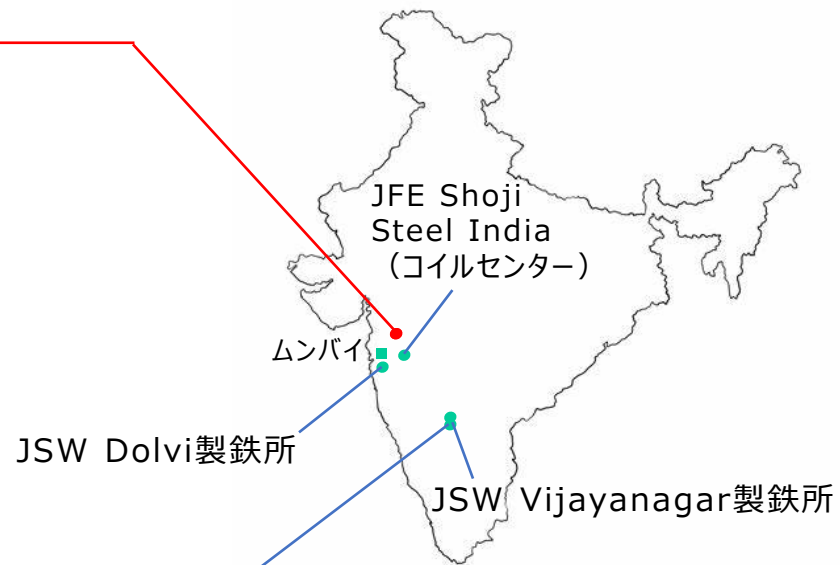 JFE Shoji
Steel India
（コイルセンター）
ムンバイ
JSW Dolvi製鉄所
JSW Vijayanagar製鉄所